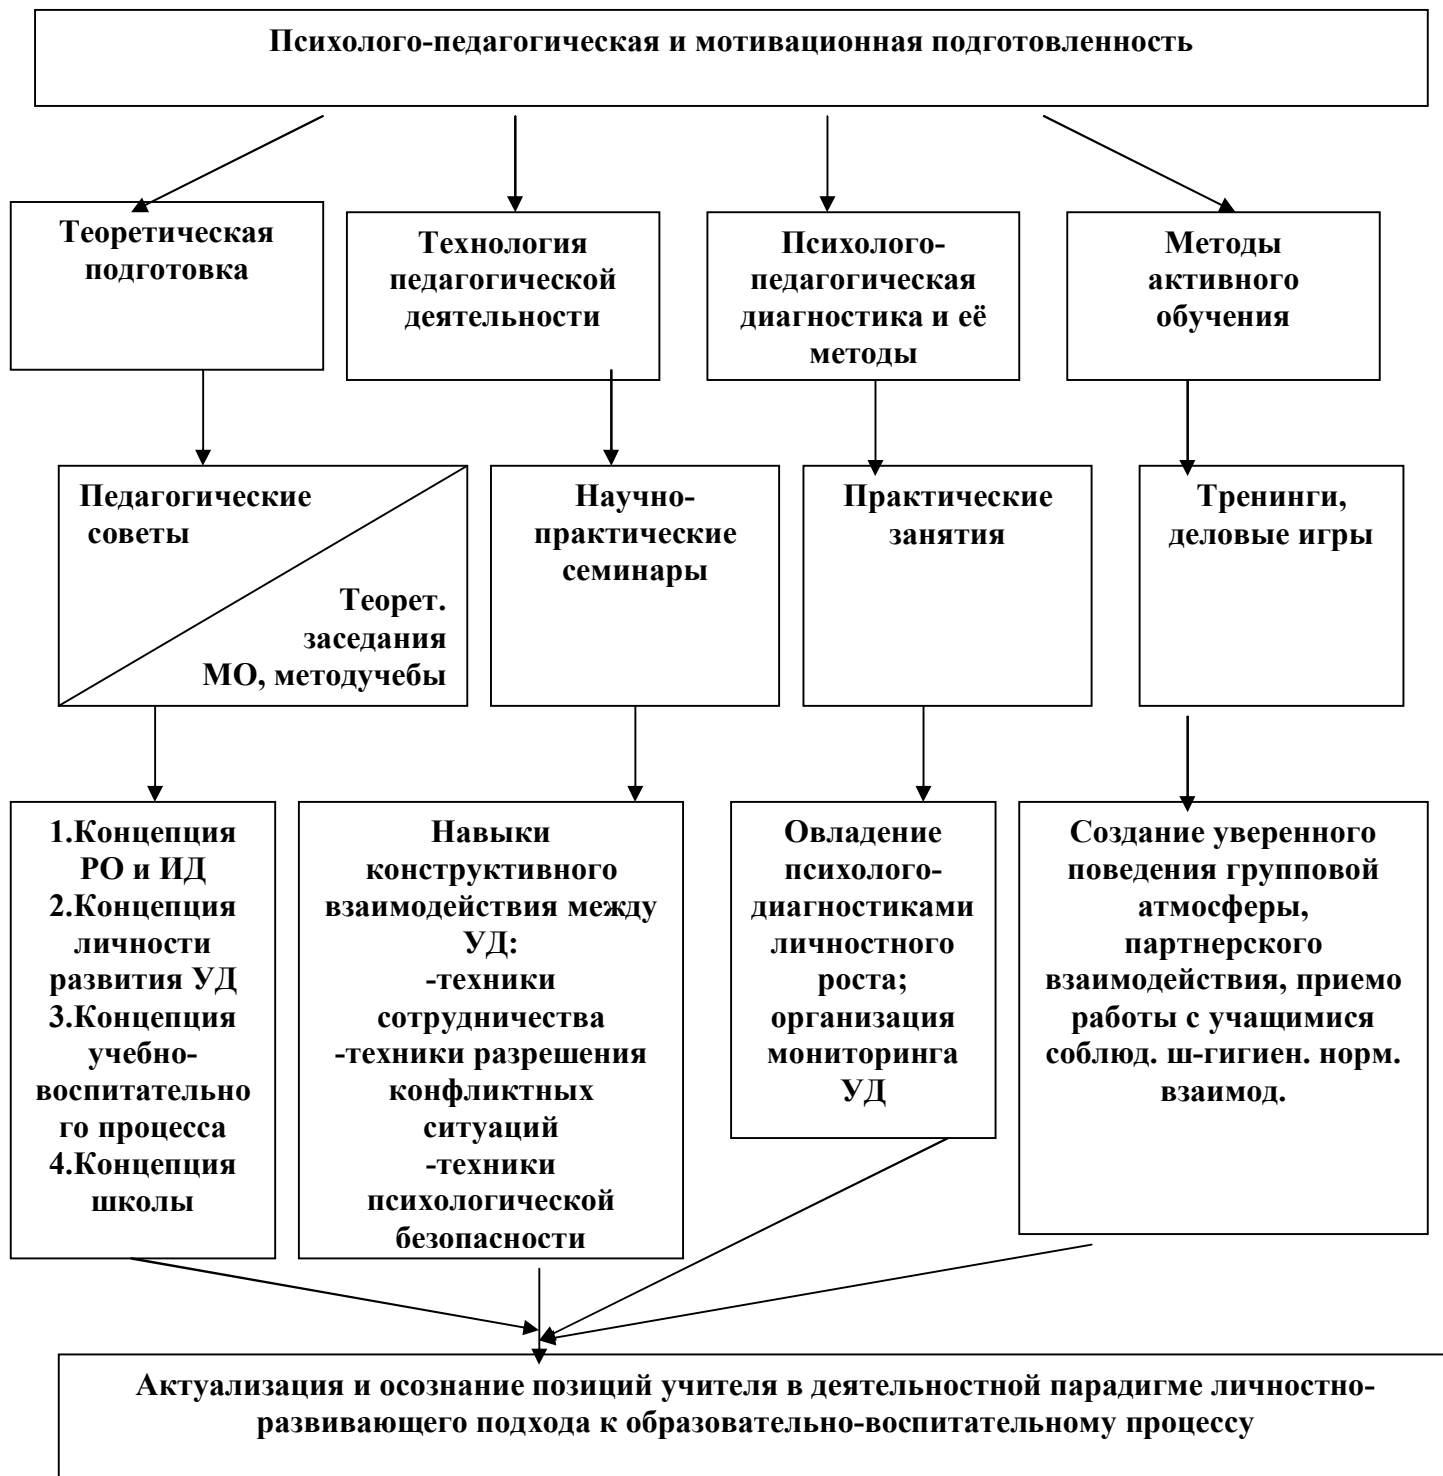 Психолого-педагогическая и мотивационная подготовленность
Теоретическая
подготовка
Технология
педагогической
деятельности
Психолого-
педагогическая
диагностика и её
методы
Методы
активного
обучения
Педагогические
советы
Теорет.
заседания
МО, методучебы
Научно-
практические
семинары
Практические
занятия
Тренинги,
деловые игры
1.Концепция
РО и ИД
2.Концепция
личности
развития УД
3.Концепция
учебно-
воспитательно
го процесса
4.Концепция
школы
Навыки
конструктивного
взаимодействия между
УД:
-техники
сотрудничества
-техники разрешения
конфликтных
ситуаций
-техники
психологической
безопасности
Овладение
психолого-
диагностиками
личностного
роста;
организация
мониторинга
УД
Создание уверенного
поведения групповой
атмосферы,
партнерского
взаимодействия, приемо
работы с учащимися
соблюд. ш-гигиен. норм.
взаимод.
Актуализация и осознание позиций учителя в деятельностной парадигме личностно-
развивающего подхода к образовательно-воспитательному процессу